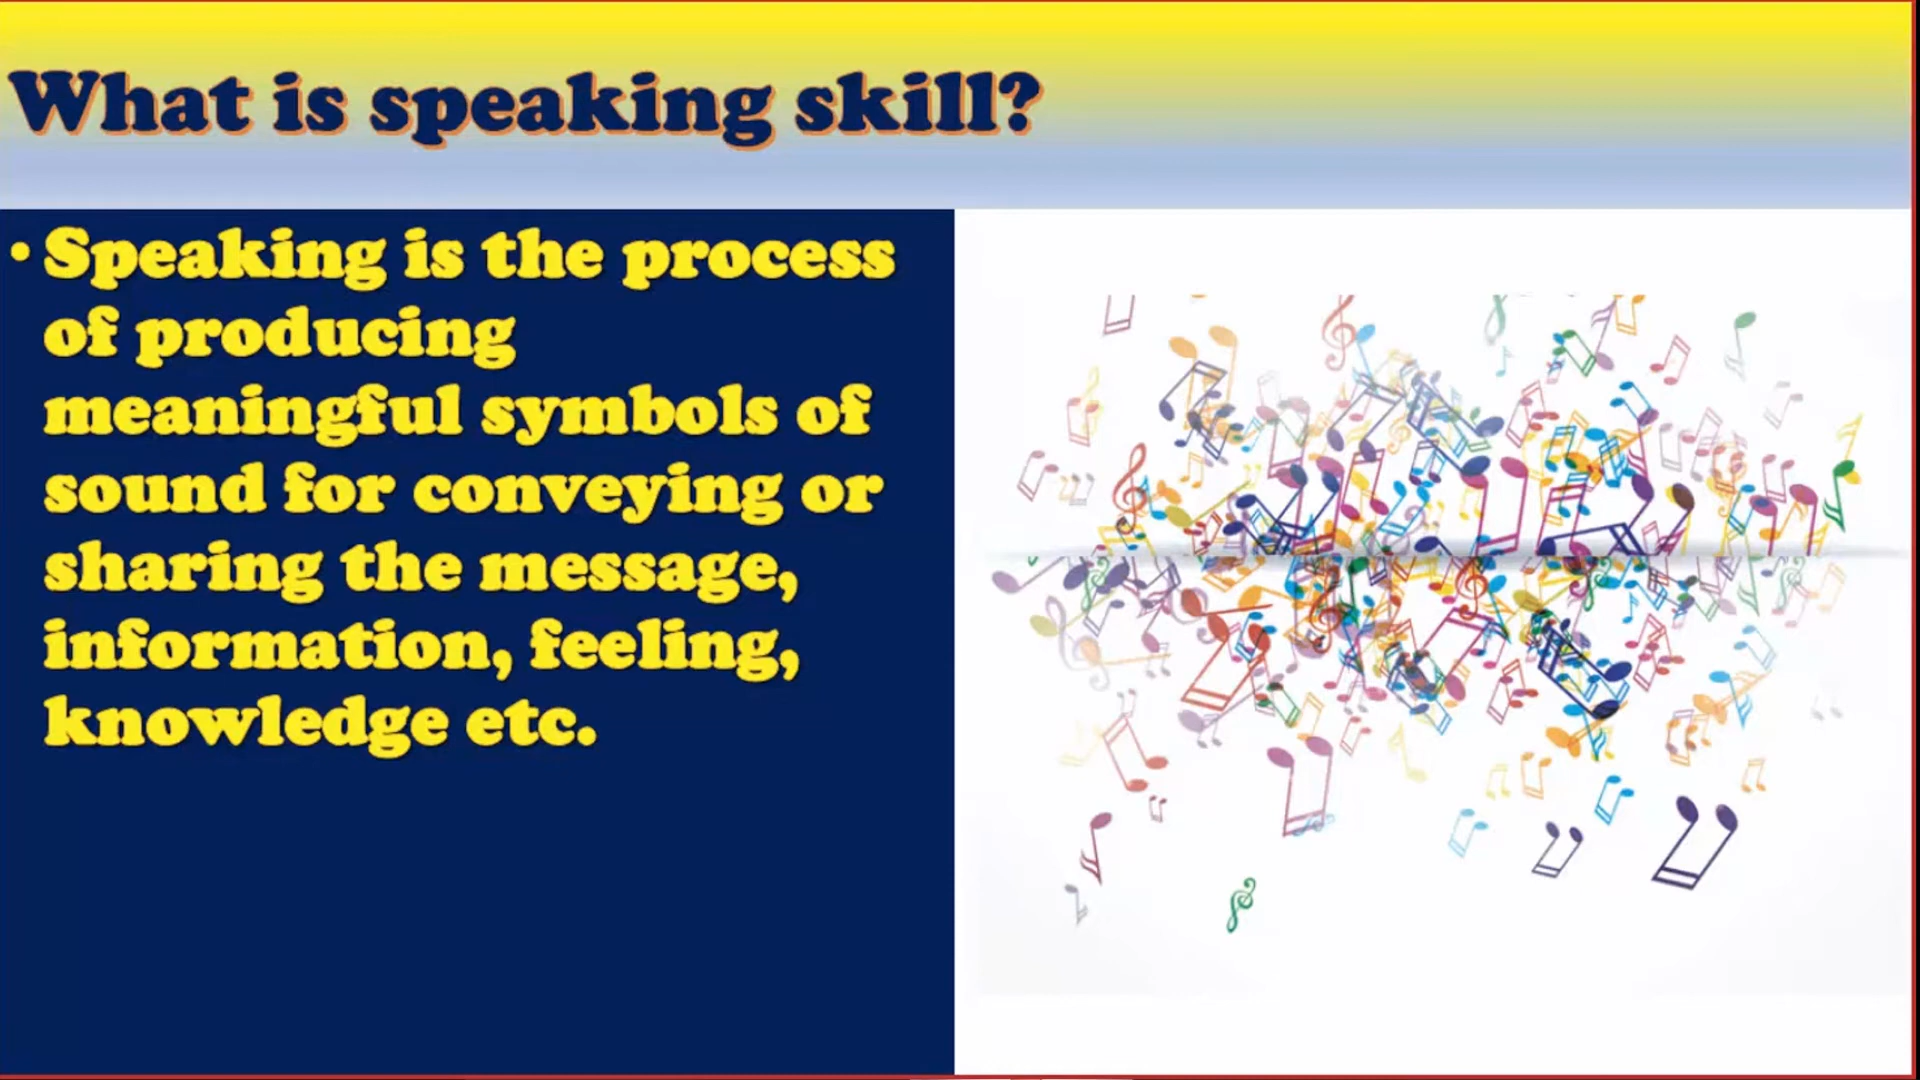 What is speaking skill?
• Speaking is the process
of producing
meaningful symbols of
sound for conveying or
sharing the message,
information, feeling,
knowledge etc.